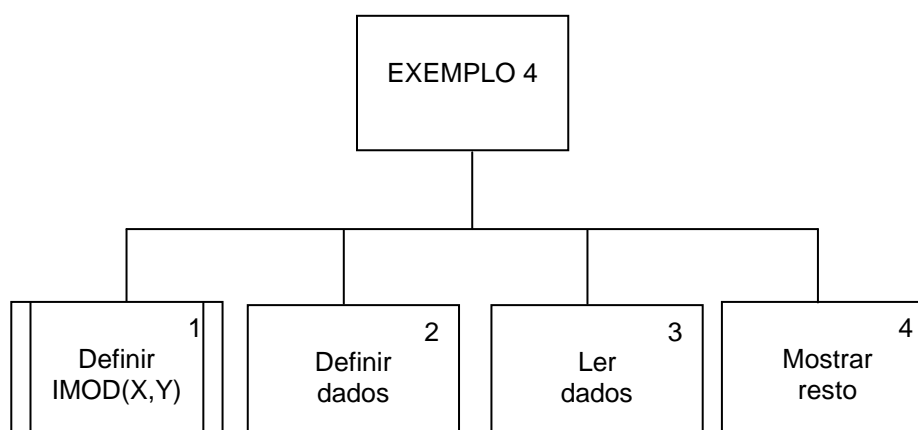 EXEMPLO 4
1
Definir
IMOD(X,Y)
2
Definir
dados
3
Ler
dados
4
Mostrar
resto